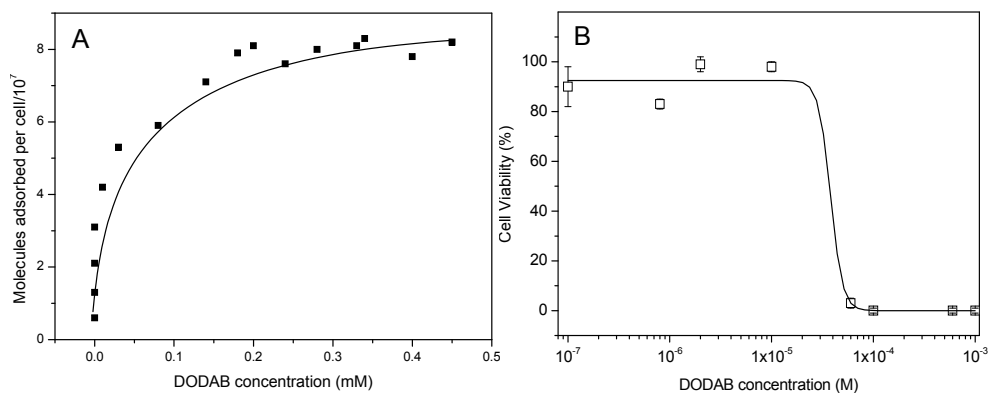 A
Molecules adsorbed per cell/10⁷
8
6
4
2
0
0.0 0.1 0.2 0.3 0.4 0.5
DODAB concentration (mM)
B
Cell Viability (%)
100
80
60
40
20
0
10⁻⁷ 10⁻⁶ 1x10⁻⁵ 1x10⁻⁴ 10⁻³
DODAB concentration (M)